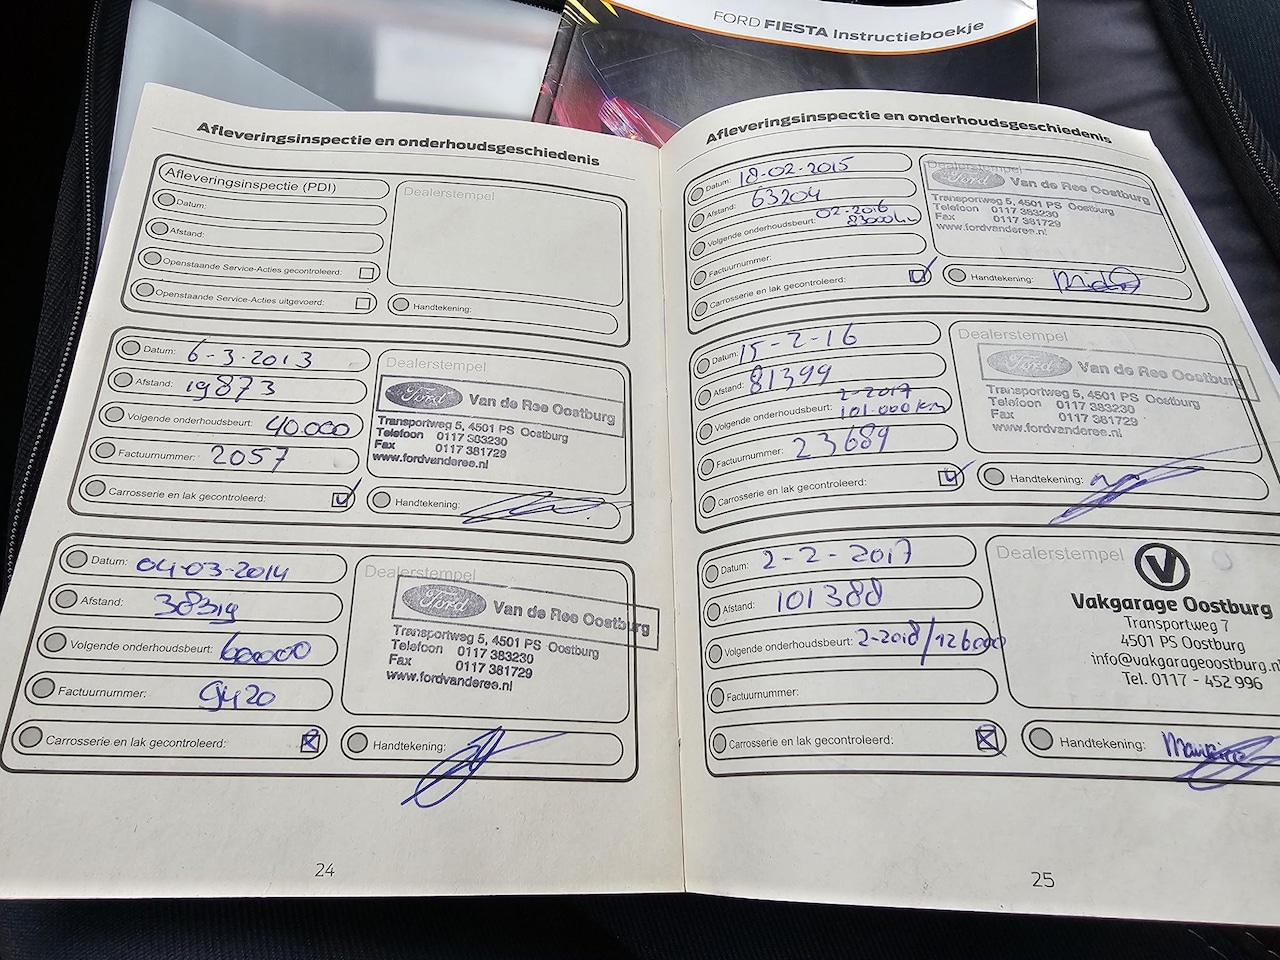 FORD FIESTA Instructieboekje
Afleveringsinspectie en onderhoudsgeschiedenis
Afleveringsinspectie (PDI)
Datum:
Afstand:
Openstaande Service-Acties gecontroleerd:
Openstaande Service-Acties uitgevoerd:
Dealerstempel
Handtekening:
Datum: 6-3-2013
Afstand: 19873
Volgende onderhoudsbeurt: 40.000
Factuurnummer: 2057
Carrosserie en lak gecontroleerd:
Dealerstempel
Ford Van de Ree Oostburg
Transportweg 5, 4501 PS Oostburg
Telefoon 0117 383230
Fax 0117 381729
www.fordvanderee.nl
Handtekening:
Datum: 04-03-2014
Afstand: 38319
Volgende onderhoudsbeurt: 60000
Factuurnummer: 9420
Carrosserie en lak gecontroleerd:
Dealerstempel
Ford Van de Ree Oostburg
Transportweg 5, 4501 PS Oostburg
Telefoon 0117 383230
Fax 0117 381729
www.fordvanderee.nl
Handtekening:
24
Afleveringsinspectie en onderhoudsgeschiedenis
Datum: 18-02-2015
Afstand: 63204
Volgende onderhoudsbeurt: 02-2016
83000km
Factuurnummer:
Carrosserie en lak gecontroleerd:
Dealerstempel
Ford Van de Ree Oostburg
Transportweg 5, 4501 PS Oostburg
Telefoon 0117 383230
Fax 0117 381729
www.fordvanderee.nl
Handtekening:
Datum: 15-2-16
Afstand: 81399
Volgende onderhoudsbeurt: 2-2017
101.000 km
Factuurnummer: 23689
Carrosserie en lak gecontroleerd:
Dealerstempel
Ford Van de Ree Oostburg
Transportweg 5, 4501 PS Oostburg
Telefoon 0117 383230
Fax 0117 381729
www.fordvanderee.nl
Handtekening:
Datum: 2-2-2017
Afstand: 101388
Volgende onderhoudsbeurt: 2-2018/126000
Factuurnummer:
Carrosserie en lak gecontroleerd:
Dealerstempel
V
Vakgarage Oostburg
Transportweg 7
4501 PS Oostburg
info@vakgarageoostburg.nl
Tel. 0117 - 452 996
Handtekening:
25